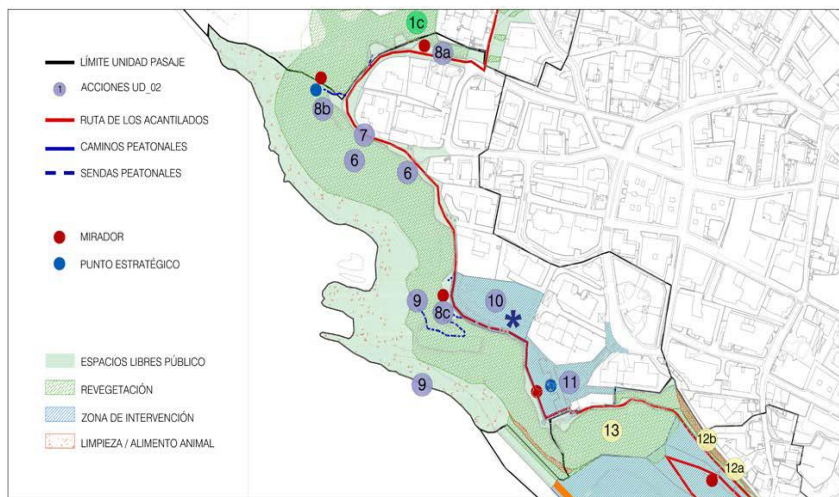 LÍMITE UNIDAD PASAJE
1
ACCIONES UD_02
RUTA DE LOS ACANTILADOS
CAMINOS PEATONALES
SENDAS PEATONALES
MIRADOR
PUNTO ESTRATÉGICO
ESPACIOS LIBRES PÚBLICO
REVEGETACIÓN
ZONA DE INTERVENCIÓN
LIMPIEZA / ALIMENTO ANIMAL
1c
8a
8b
7
6
6
9
8c
10
*
9
11
13
12b
12a